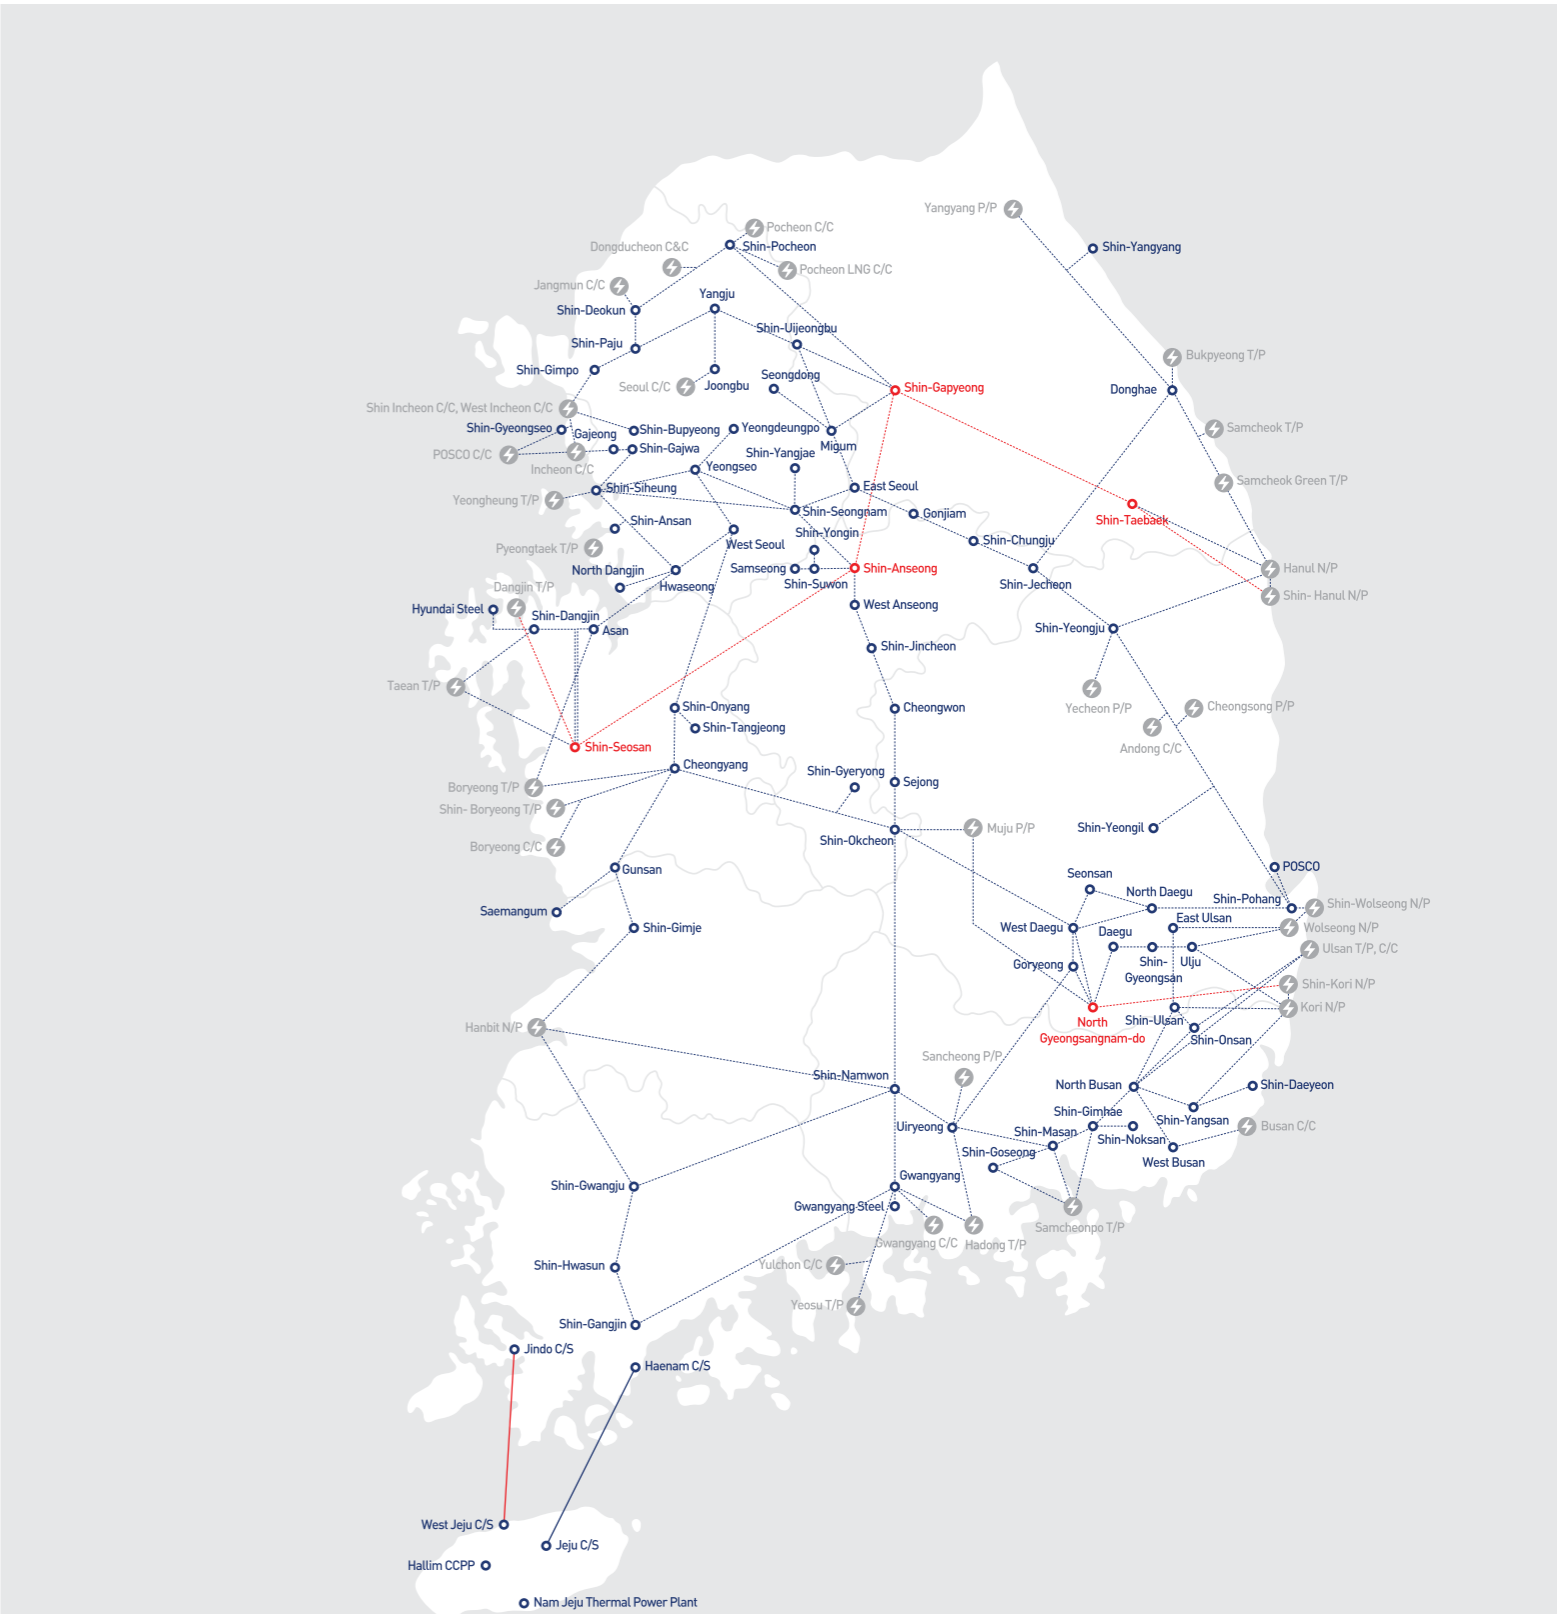 Yangyang P/P
Pocheon C/C
Dongducheon C&C
Shin-Pocheon
Shin-Yangyang
Pocheon LNG C/C
Jangmun C/C
Yangju
Shin-Deokun
Shin-Uijeongbu
Shin-Paju
Bukpyeong T/P
Shin-Gimpo
Seongdong
Seoul C/C
Joongbu
Shin-Gapyeong
Donghae
Shin Incheon C/C, West Incheon C/C
Shin-Gyeongseo
Gajeong
Shin-Bupyeong
Yeongdeungpo
Samcheok T/P
Migum
Shin-Gajwa
POSCO C/C
Shin-Yangjae
Incheon C/C
Yeongseo
Samcheok Green T/P
Shin-Siheung
East Seoul
Yeongheung T/P
Shin-Seongnam
Gonjiam
Shin-Taebaek
Shin-Ansan
Shin-Yongin
West Seoul
Shin-Chungju
Pyeongtaek T/P
North Dangjin
Samseong
Shin-Anseong
Hanul N/P
Hwaseong
Shin-Suwon
Shin-Jecheon
Dangjin T/P
Shin- Hanul N/P
Hyundai Steel
Shin-Dangjin
West Anseong
Asan
Shin-Yeongju
Shin-Jincheon
Taean T/P
Shin-Onyang
Cheongwon
Yecheon P/P
Cheongsong P/P
Shin-Tangjeong
Shin-Seosan
Andong C/C
Cheongyang
Shin-Gyeryong
Sejong
Boryeong T/P
Shin- Boryeong T/P
Muju P/P
Shin-Yeongil
Shin-Okcheon
Boryeong C/C
Gunsan
POSCO
Seonsan
North Daegu
Shin-Pohang
Shin-Wolseong N/P
Saemangum
Shin-Gimje
West Daegu
Daegu
East Ulsan
Wolseong N/P
Ulsan T/P, C/C
Goryeong
Shin-
Gyeongsan
Ulju
Shin-Kori N/P
Kori N/P
North
Gyeongsangnam-do
Shin-Ulsan
Hanbit N/P
Shin-Onsan
Sancheong P/P
Shin-Namwon
North Busan
Shin-Daeyeon
Shin-Gimhae
Shin-Yangsan
Uiryeong
Shin-Masan
Shin-Noksan
Busan C/C
Shin-Goseong
West Busan
Shin-Gwangju
Gwangyang
Gwangyang Steel
Samcheonpo T/P
Gwangyang C/C
Hadong T/P
Shin-Hwasun
Yulchon C/C
Yeosu T/P
Shin-Gangjin
Jindo C/S
Haenam C/S
West Jeju C/S
Jeju C/S
Hallim CCPP
Nam Jeju Thermal Power Plant